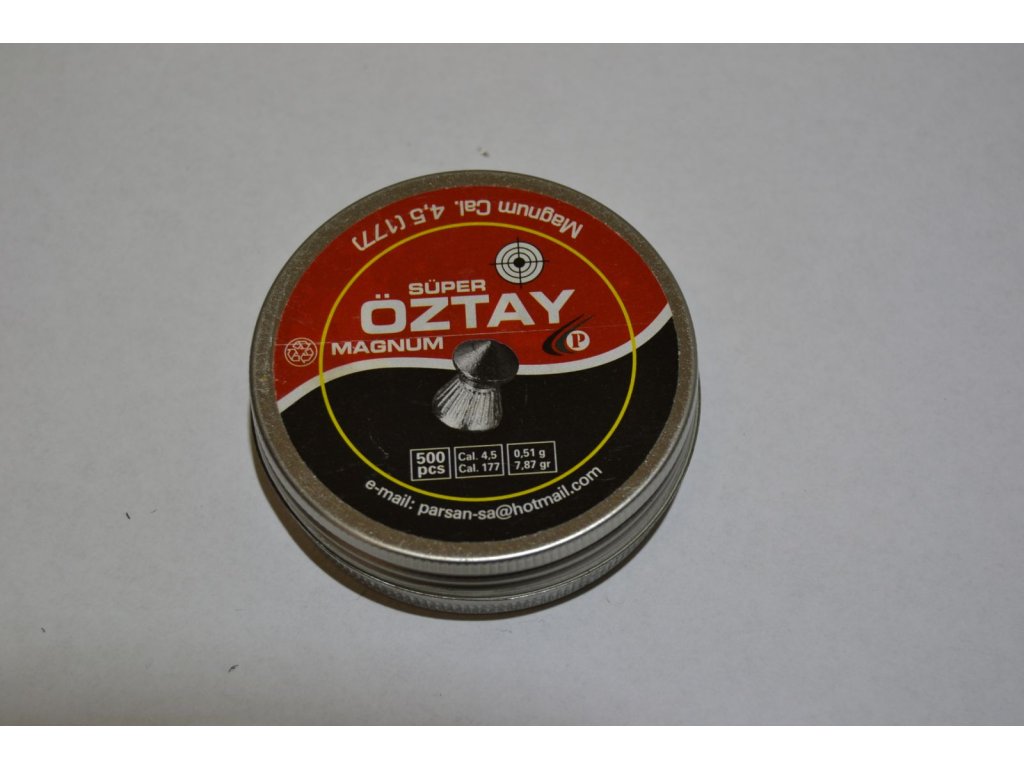 Magnum Cal. 4,5 (177)
SÜPER
ÖZTAY
MAGNUM
P
500
pcs
Cal. 4,5
Cal. 177
0,51 g
7,87 gr
e-mail: parsan-sa@hotmail.com